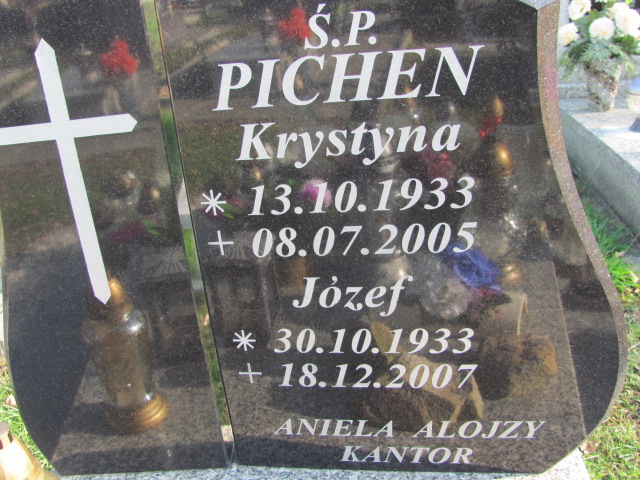 Ś.P.
PICHEN
Krystyna
* 13.10.1933
+ 08.07.2005
Józef
* 30.10.1933
+ 18.12.2007
ANIELA ALOJZY
KANTOR